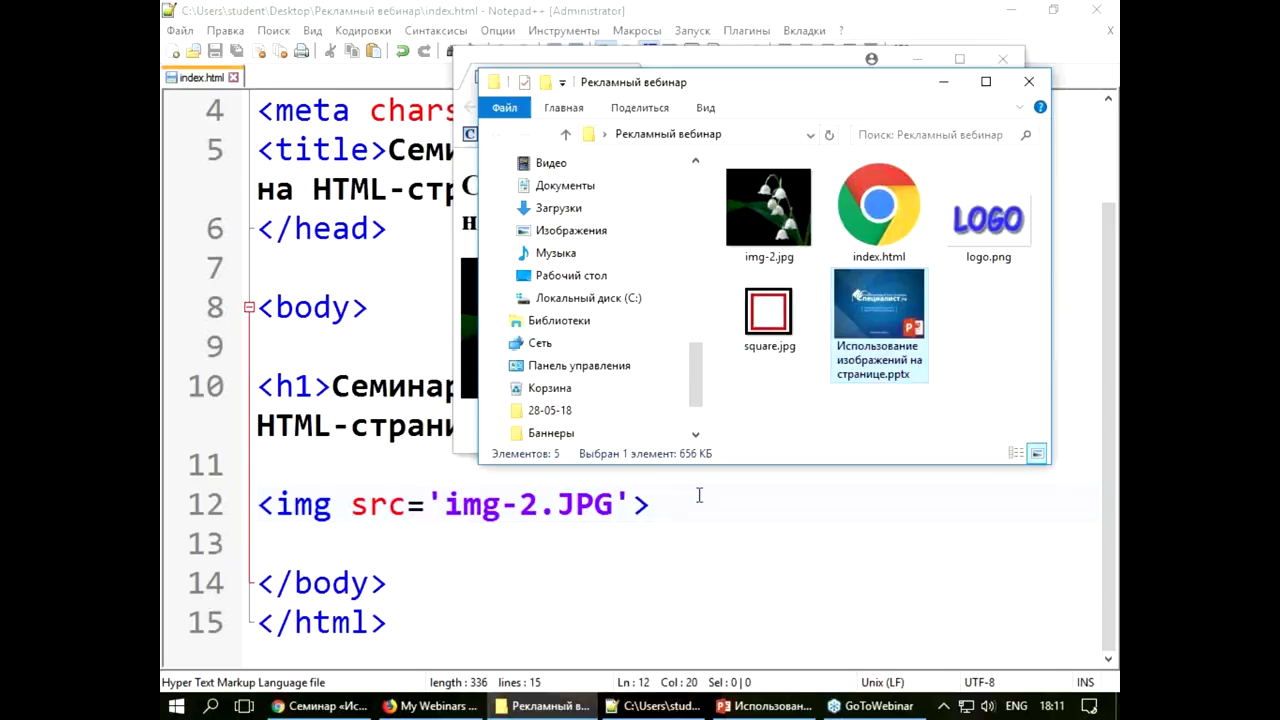 C:\Users\student\Desktop\Рекламный вебинар\index.html - Notepad++ [Administrator]
Файл Правка Поиск Вид Кодировки Синтаксисы Опции Инструменты Макросы Запуск Плагины Вкладки ? X
index.html
Рекламный вебинар
Файл Главная Поделиться Вид
Рекламный вебинар
Поиск: Рекламный вебинар
Видео
Документы
Загрузки
Изображения
Музыка
Рабочий стол
Локальный диск (C:)
Библиотеки
Сеть
Панель управления
Корзина
28-05-18
Баннеры
img-2.jpg
index.html
LOGO
logo.png
square.jpg
Специалист.ru
Использование
изображений на
странице.pptx
Элементов: 5 Выбран 1 элемент: 656 КБ
4 <meta chars
5 <title>Семи
на HTML-стр
6 </head>
7
8 <body>
9
10 <h1>Семинар
HTML-страни
11
12 <img src='img-2.JPG'>
13
14 </body>
15 </html>
Hyper Text Markup Language file length : 336 lines : 15 Ln : 12 Col : 20 Sel : 0 | 0 Unix (LF) UTF-8 INS
Семинар «Ис... My Webinars ... Рекламный в... C:\Users\stud... Использован... GoToWebinar ENG 18:11